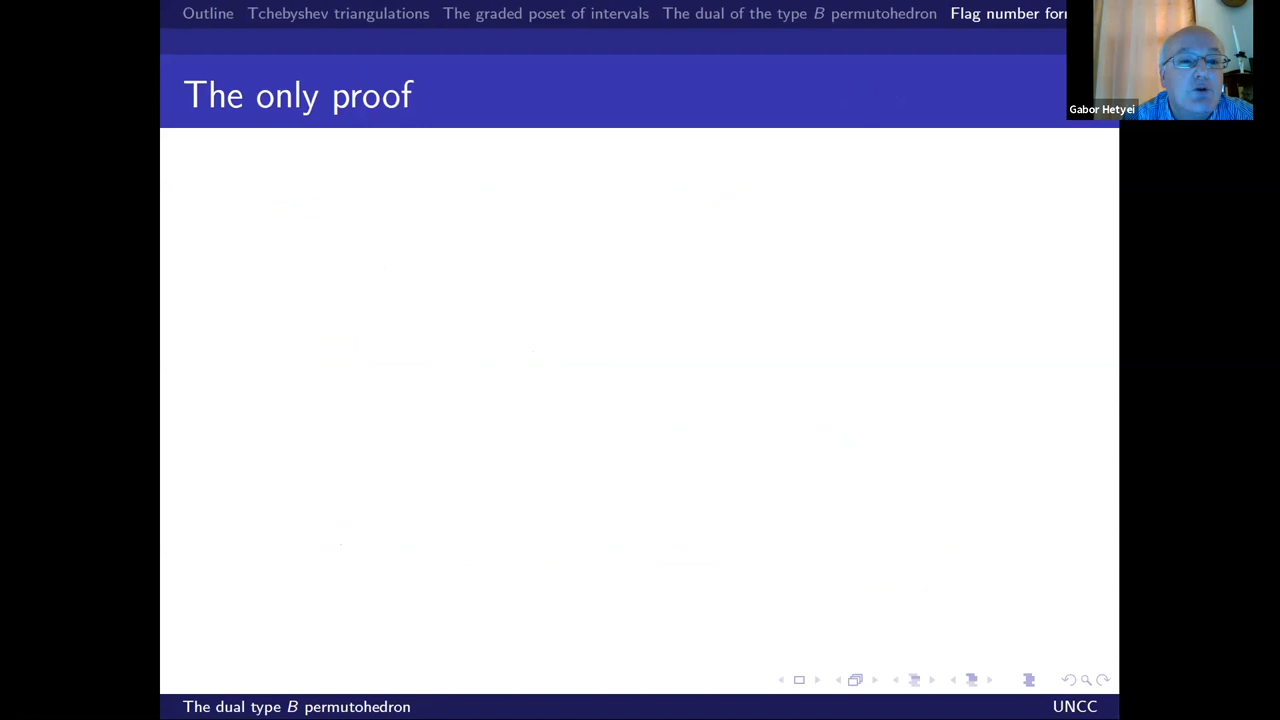 Outline Tchebyshev triangulations The graded poset of intervals The dual of the type B permutohedron Flag number
The only proof
Gabor Hetyei
The dual type B permutohedron UNCC